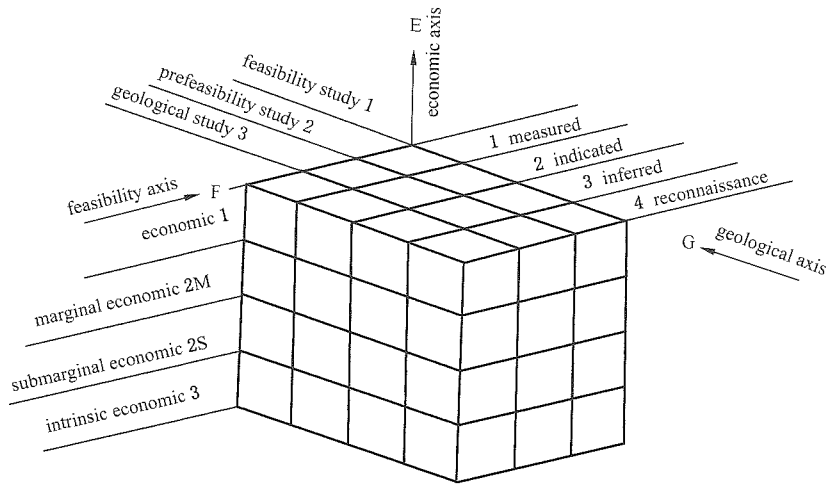 E
economic axis
feasibility study 1
prefeasibility study 2
geological study 3
1 measured
2 indicated
3 inferred
4 reconnaissance
feasibility axis
F
G
geological axis
economic 1
marginal economic 2M
submarginal economic 2S
intrinsic economic 3